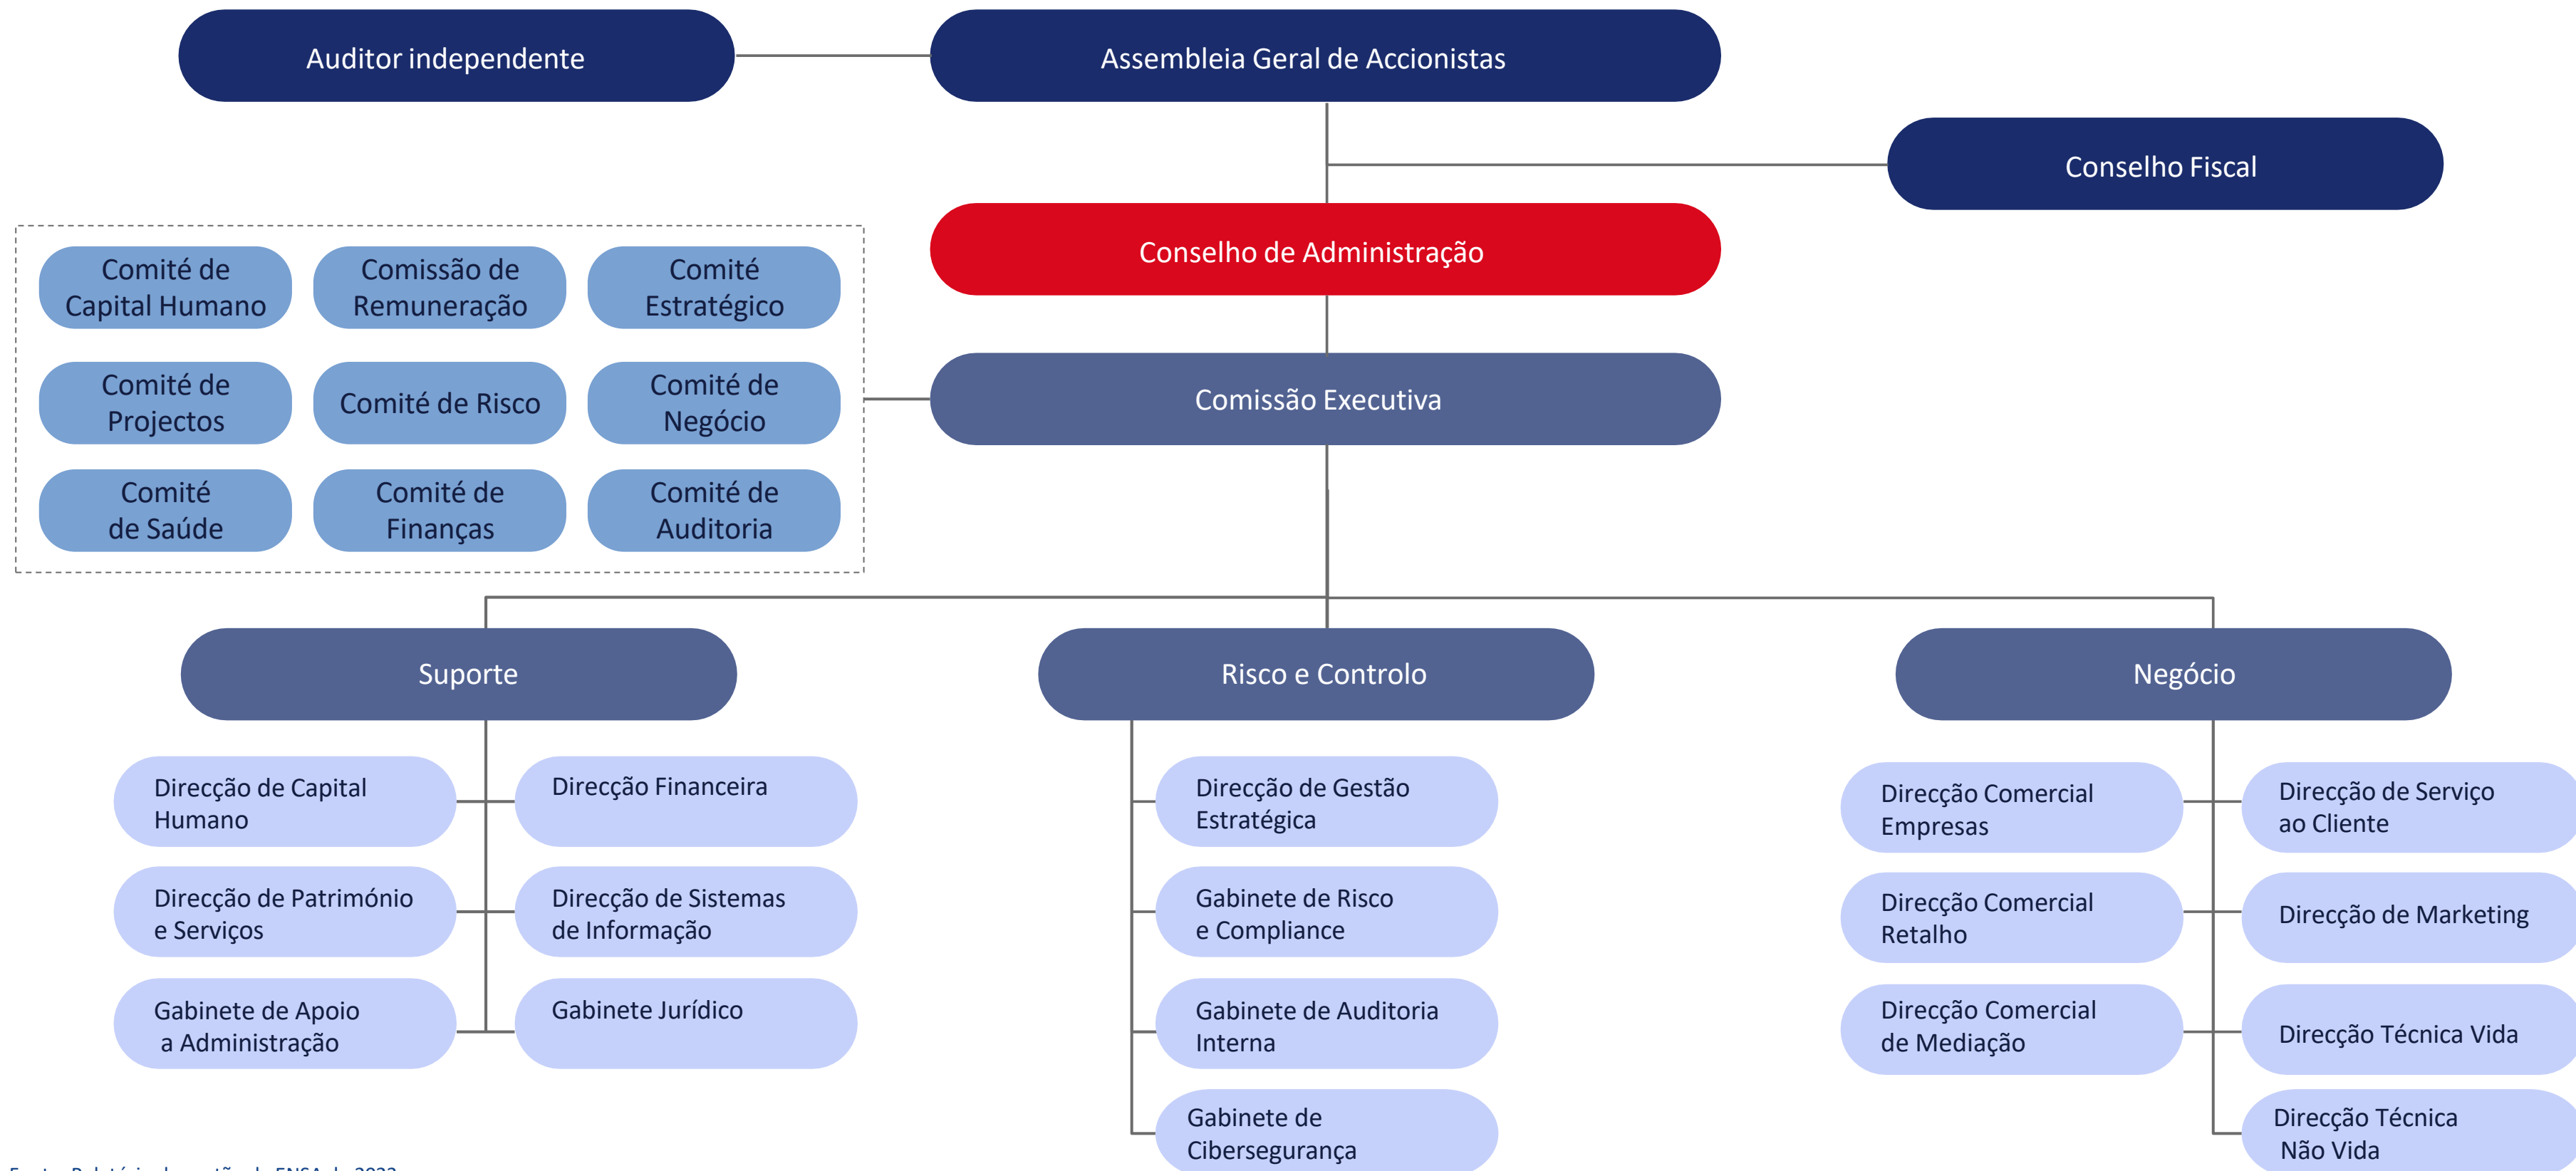 Auditor independente
Assembleia Geral de Accionistas
Conselho Fiscal
Conselho de Administração
Comité de
Capital Humano
Comissão de
Remuneração
Comité
Estratégico
Comité de
Projectos
Comité de Risco
Comité de
Negócio
Comissão Executiva
Comité
de Saúde
Comité de
Finanças
Comité de
Auditoria
Suporte
Risco e Controlo
Negócio
Direcção de Capital
Humano
Direcção Financeira
Direcção de Património
e Serviços
Direcção de Sistemas
de Informação
Gabinete de Apoio
a Administração
Gabinete Jurídico
Direcção de Gestão
Estratégica
Gabinete de Risco
e Compliance
Gabinete de Auditoria
Interna
Gabinete de
Cibersegurança
Direcção Comercial
Empresas
Direcção de Serviço
ao Cliente
Direcção Comercial
Retalho
Direcção de Marketing
Direcção Comercial
de Mediação
Direcção Técnica Vida
Direcção Técnica
Não Vida